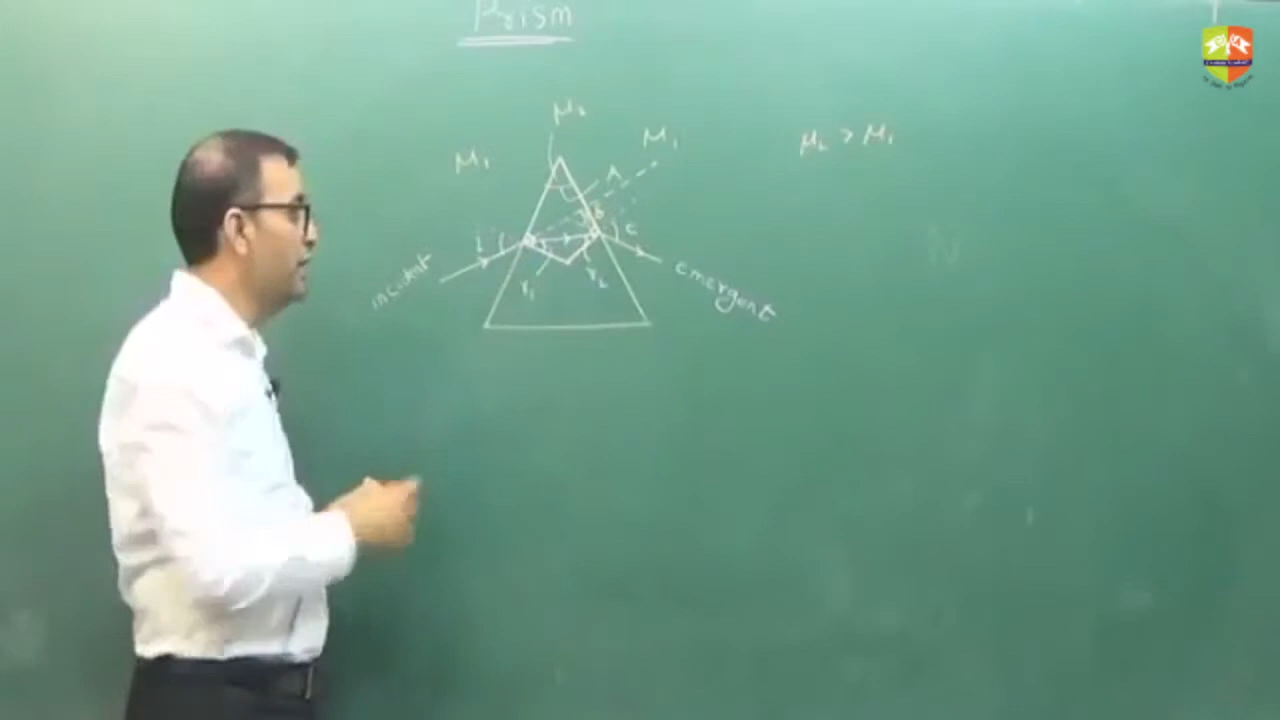 Prism
μ₂
μ₁
μ₁
μ₂ > μ₁
A
i
e
incident
r₁
r₂
emergent